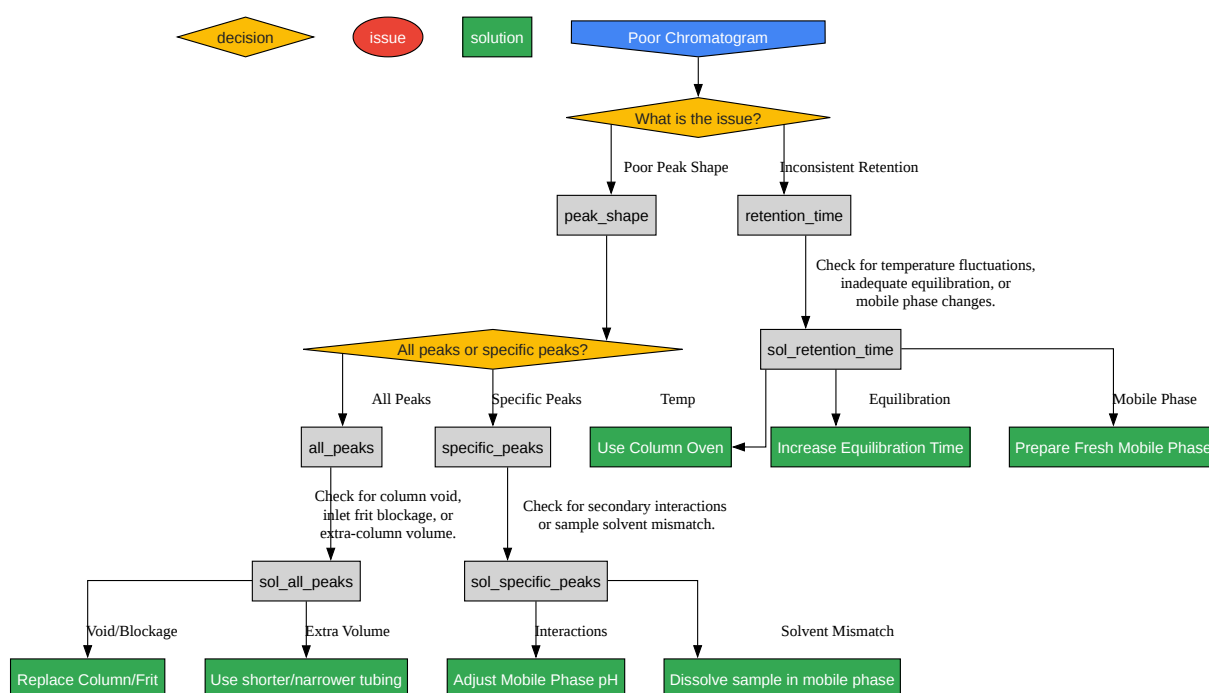 decision
issue
solution
Poor Chromatogram
What is the issue?
Poor Peak Shape
Inconsistent Retention
peak_shape
retention_time
Check for temperature fluctuations,
inadequate equilibration, or
mobile phase changes.
All peaks or specific peaks?
sol_retention_time
All Peaks
Specific Peaks
Temp
Equilibration
Mobile Phase
all_peaks
specific_peaks
Use Column Oven
Increase Equilibration Time
Prepare Fresh Mobile Phase
Check for column void,
inlet frit blockage, or
extra-column volume.
Check for secondary interactions
or sample solvent mismatch.
sol_all_peaks
sol_specific_peaks
Void/Blockage
Extra Volume
Interactions
Solvent Mismatch
Replace Column/Frit
Use shorter/narrower tubing
Adjust Mobile Phase pH
Dissolve sample in mobile phase